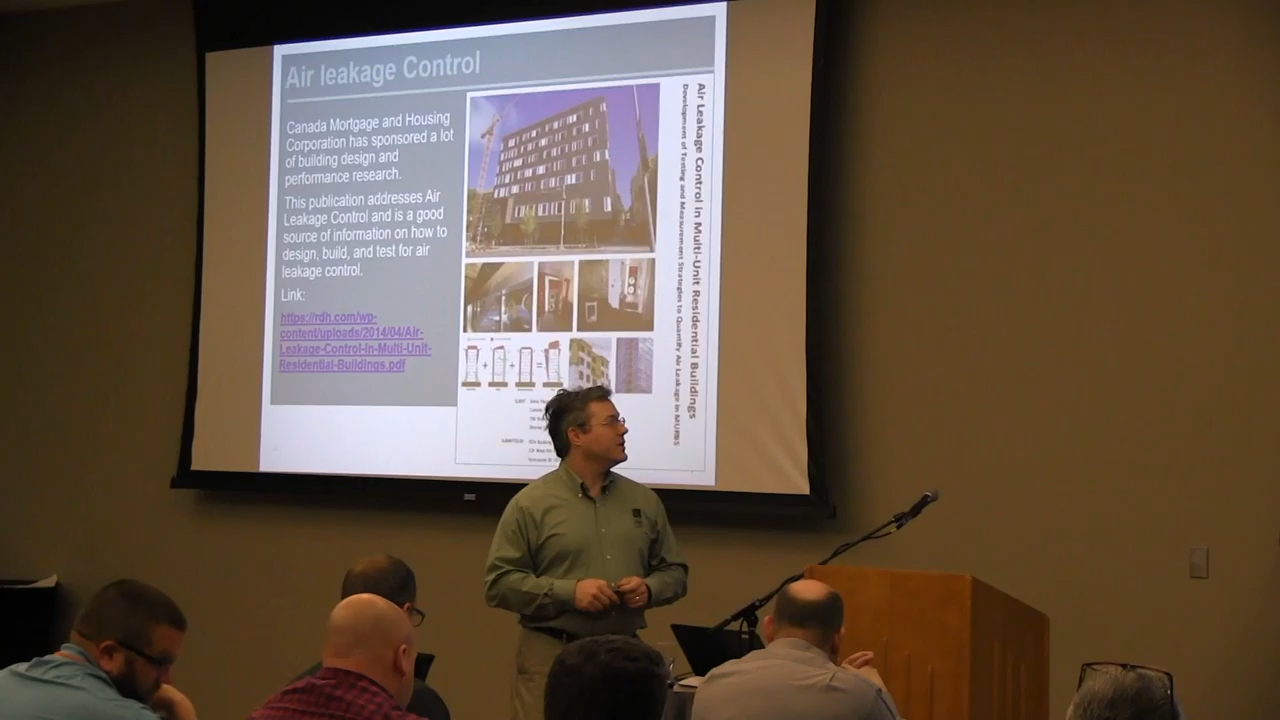 Air leakage Control
Canada Mortgage and Housing
Corporation has sponsored a lot
of building design and
performance research.
This publication addresses Air
Leakage Control and is a good
source of information on how to
design, build, and test for air
leakage control.
Link:
https://rdh.com/wp-
content/uploads/2014/04/Air-
Leakage-Control-in-Multi-Unit-
Residential-Buildings.pdf
Air Leakage Control in Multi-Unit Residential Buildings
Development of Testing and Measurement Strategies to Quantify Air Leakage in MURBS